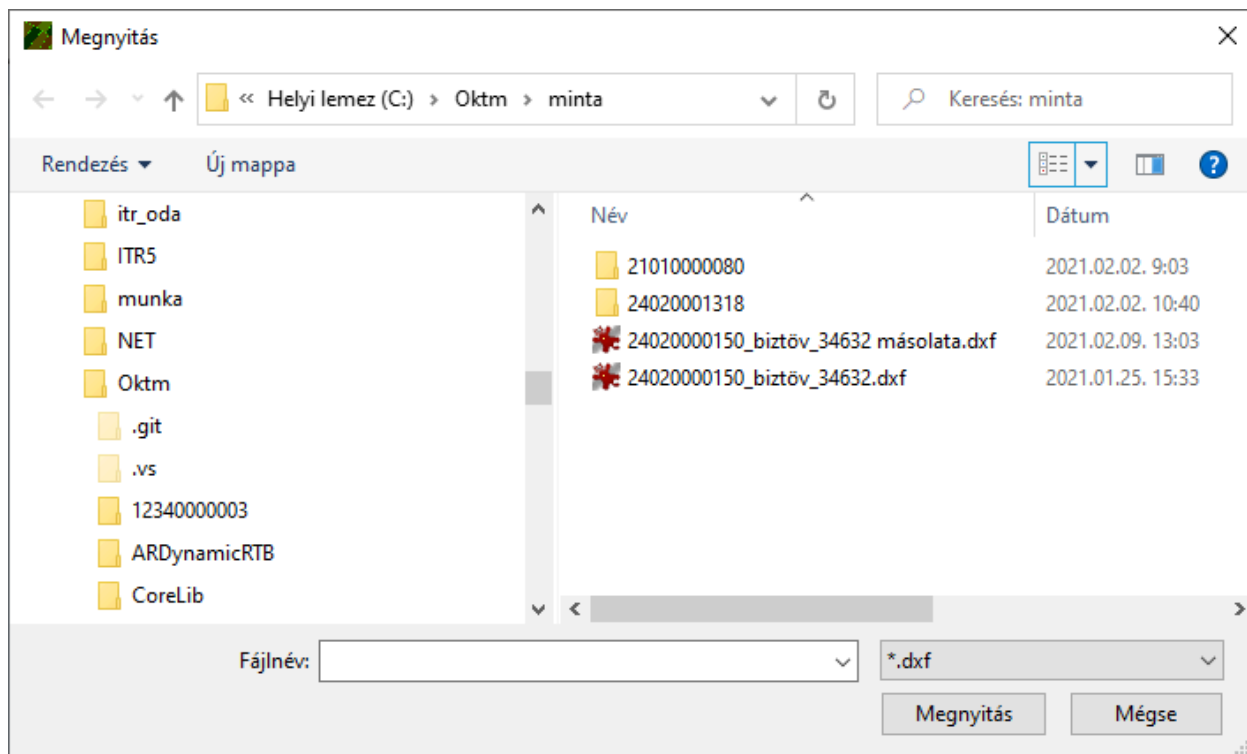 Megnyitás
« Helyi lemez (C:) › Oktm › minta
Keresés: minta
Rendezés
Új mappa
?
itr_oda
ITR5
munka
NET
Oktm
.git
.vs
12340000003
ARDynamicRTB
CoreLib
Név
Dátum
21010000080
2021.02.02. 9:03
24020001318
2021.02.02. 10:40
24020000150_biztöv_34632 másolata.dxf
2021.02.09. 13:03
24020000150_biztöv_34632.dxf
2021.01.25. 15:33
Fájlnév:
*.dxf
Megnyitás
Mégse